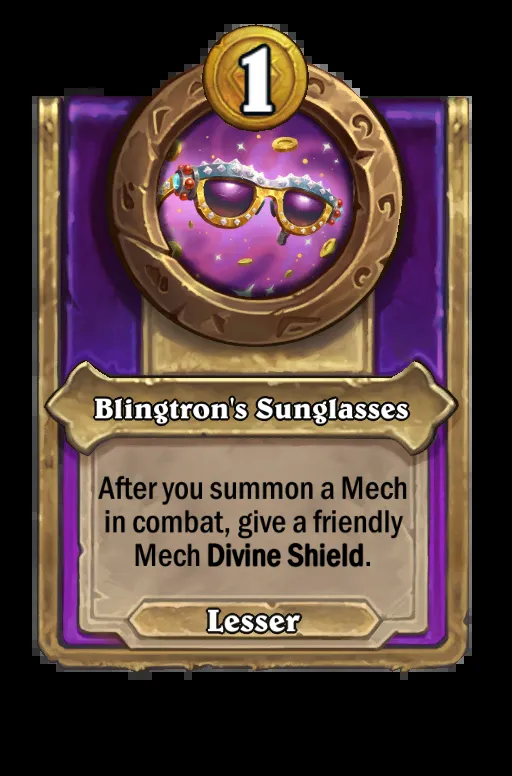 1
Blingtron's Sunglasses
After you summon a Mech
in combat, give a friendly
Mech Divine Shield.
Lesser